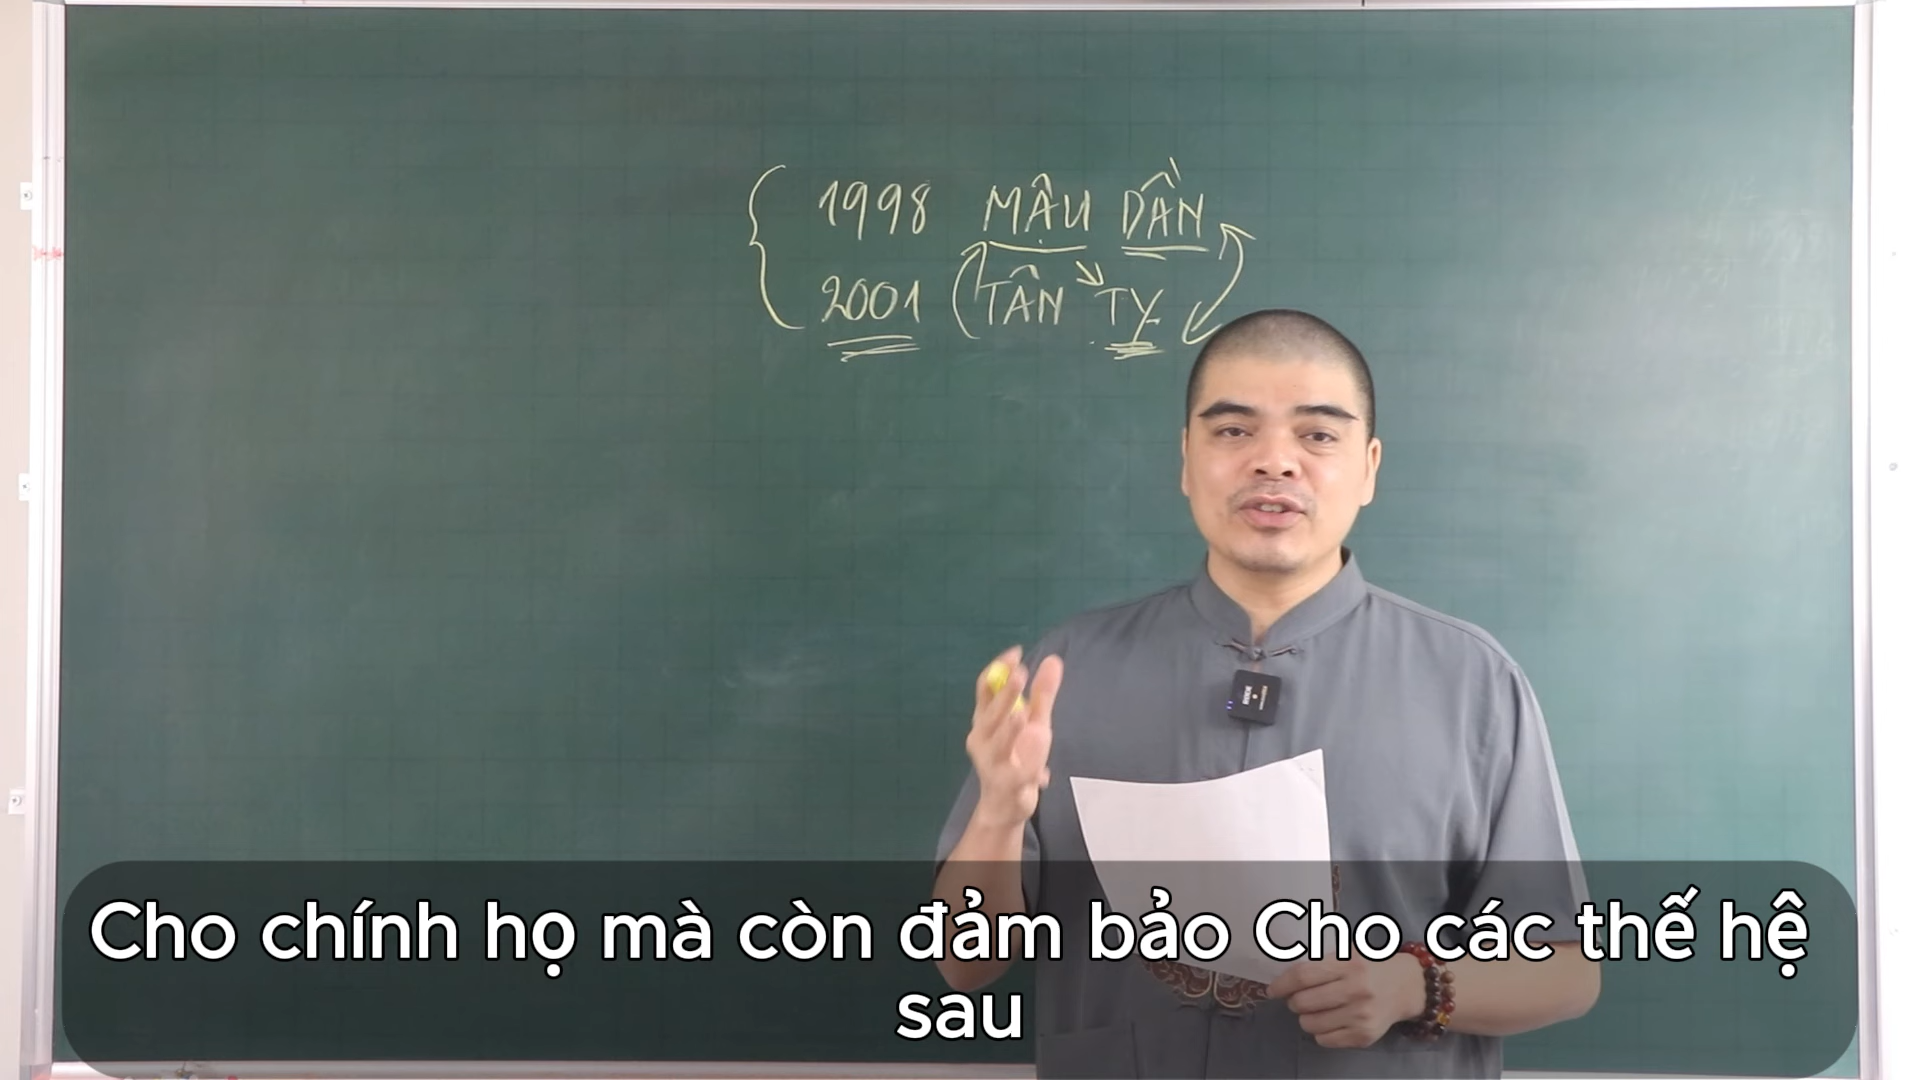 1998 MẬU DẦN
2001 TÂN TỴ
Cho chính họ mà còn đảm bảo Cho các thế hệ
sau